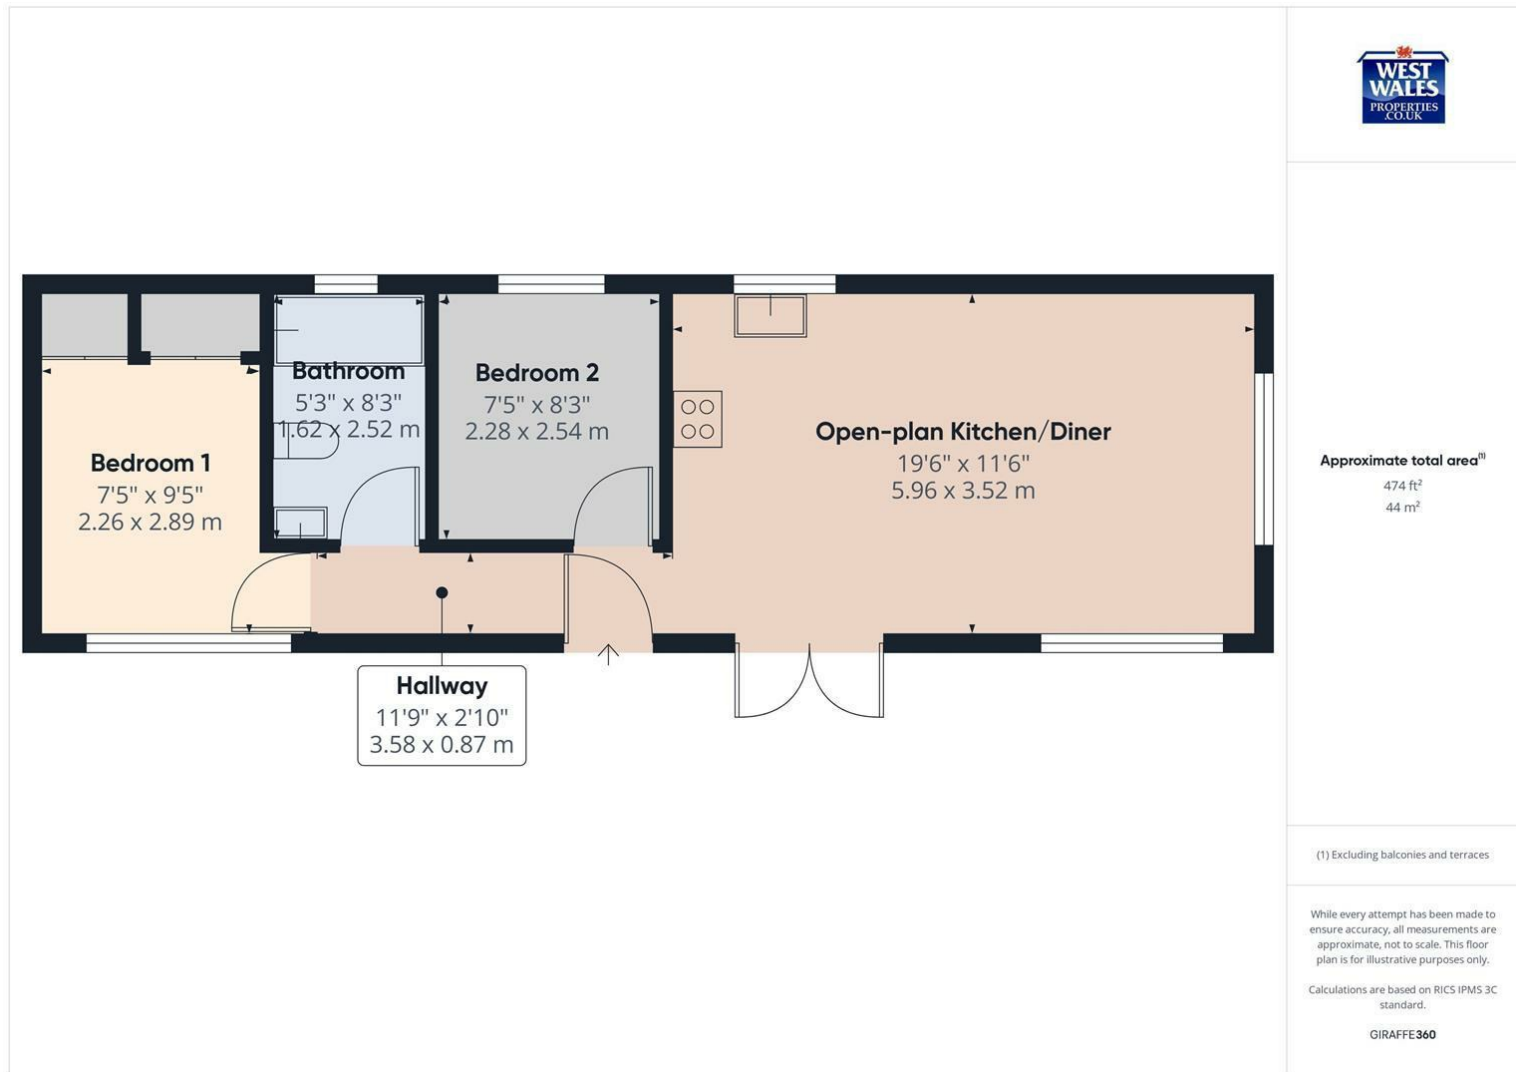 WEST
WALES
PROPERTIES
.CO.UK
Bathroom
5'3" x 8'3"
1.62 x 2.52 m
Bedroom 2
7'5" x 8'3"
2.28 x 2.54 m
Open-plan Kitchen/Diner
19'6" x 11'6"
5.96 x 3.52 m
Bedroom 1
7'5" x 9'5"
2.26 x 2.89 m
Hallway
11'9" x 2'10"
3.58 x 0.87 m
Approximate total area⁽¹⁾
474 ft²
44 m²
(1) Excluding balconies and terraces
While every attempt has been made to
ensure accuracy, all measurements are
approximate, not to scale. This floor
plan is for illustrative purposes only.
Calculations are based on RICS IPMS 3C
standard.
GIRAFFE360